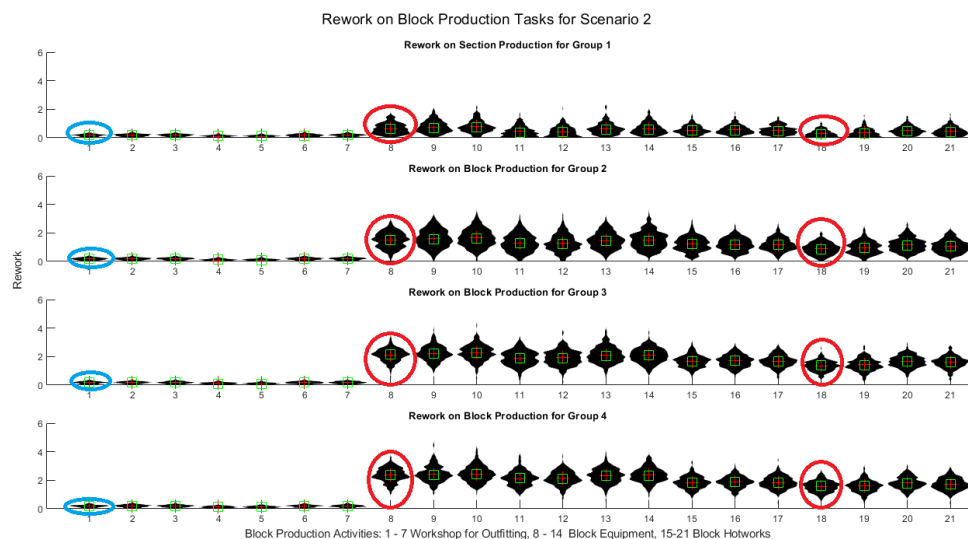 Rework on Block Production Tasks for Scenario 2
Rework on Section Production for Group 1
6
4
2
0
1 2 3 4 5 6 7 8 9 10 11 12 13 14 15 16 17 18 19 20 21
Rework on Block Production for Group 2
6
4
2
0
1 2 3 4 5 6 7 8 9 10 11 12 13 14 15 16 17 18 19 20 21
Rework
Rework on Block Production for Group 3
6
4
2
0
1 2 3 4 5 6 7 8 9 10 11 12 13 14 15 16 17 18 19 20 21
Rework on Block Production for Group 4
6
4
2
0
1 2 3 4 5 6 7 8 9 10 11 12 13 14 15 16 17 18 19 20 21
Block Production Activities: 1 - 7 Workshop for Outfitting, 8 - 14 Block Equipment, 15-21 Block Hotworks